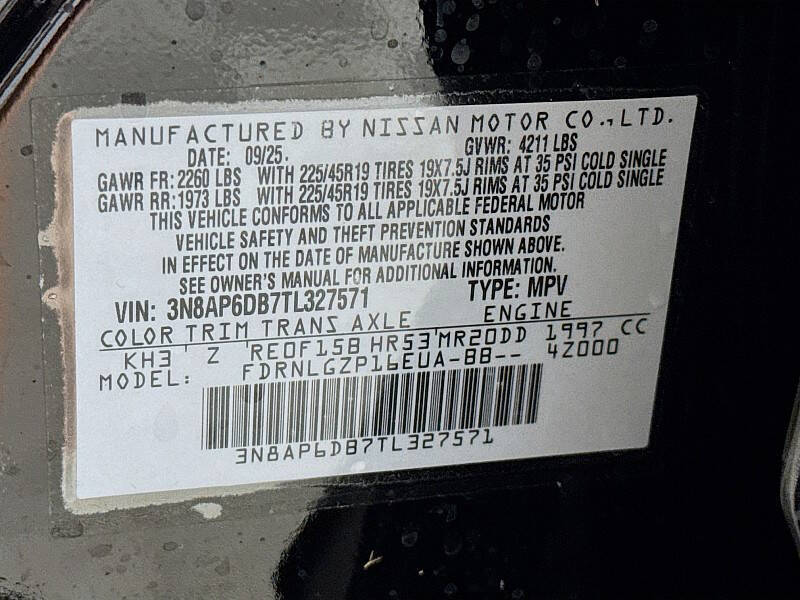 MANUFACTURED BY NISSAN MOTOR CO., LTD.
DATE: 09/25. GVWR: 4211 LBS
GAWR FR: 2260 LBS WITH 225/45R19 TIRES 19X7.5J RIMS AT 35 PSI COLD SINGLE
GAWR RR: 1973 LBS WITH 225/45R19 TIRES 19X7.5J RIMS AT 35 PSI COLD SINGLE
THIS VEHICLE CONFORMS TO ALL APPLICABLE FEDERAL MOTOR
VEHICLE SAFETY AND THEFT PREVENTION STANDARDS
IN EFFECT ON THE DATE OF MANUFACTURE SHOWN ABOVE.
SEE OWNER'S MANUAL FOR ADDITIONAL INFORMATION.
VIN: 3N8AP6DB7TL327571 TYPE: MPV
COLOR TRIM TRANS AXLE ENGINE
KH3 Z RE0F15B HR53 MR20DD 1997 CC
MODEL: FDRNLGZP16EUA-BB-- 4Z000
3N8AP6DB7TL327571